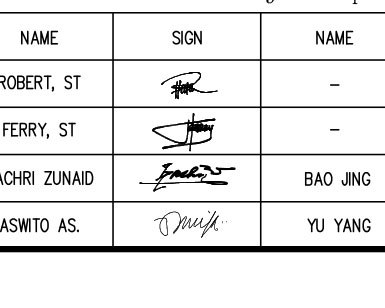 NAME SIGN NAME
ROBERT, ST –
FERRY, ST –
ACHRI ZUNAID BAO JING
ASWITO AS. YU YANG